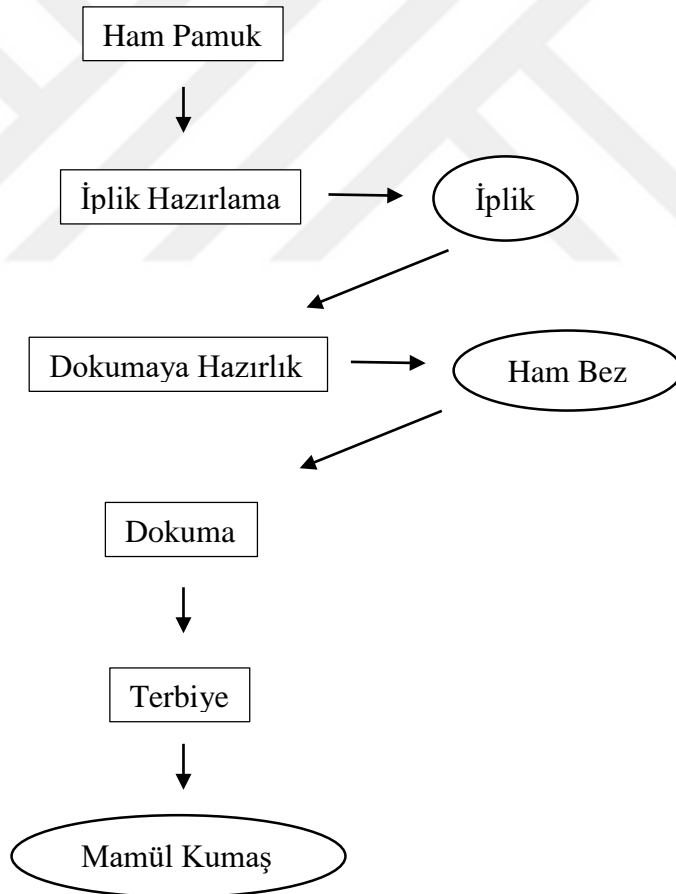 Ham Pamuk
İplik Hazırlama
İplik
Dokumaya Hazırlık
Ham Bez
Dokuma
Terbiye
Mamül Kumaş